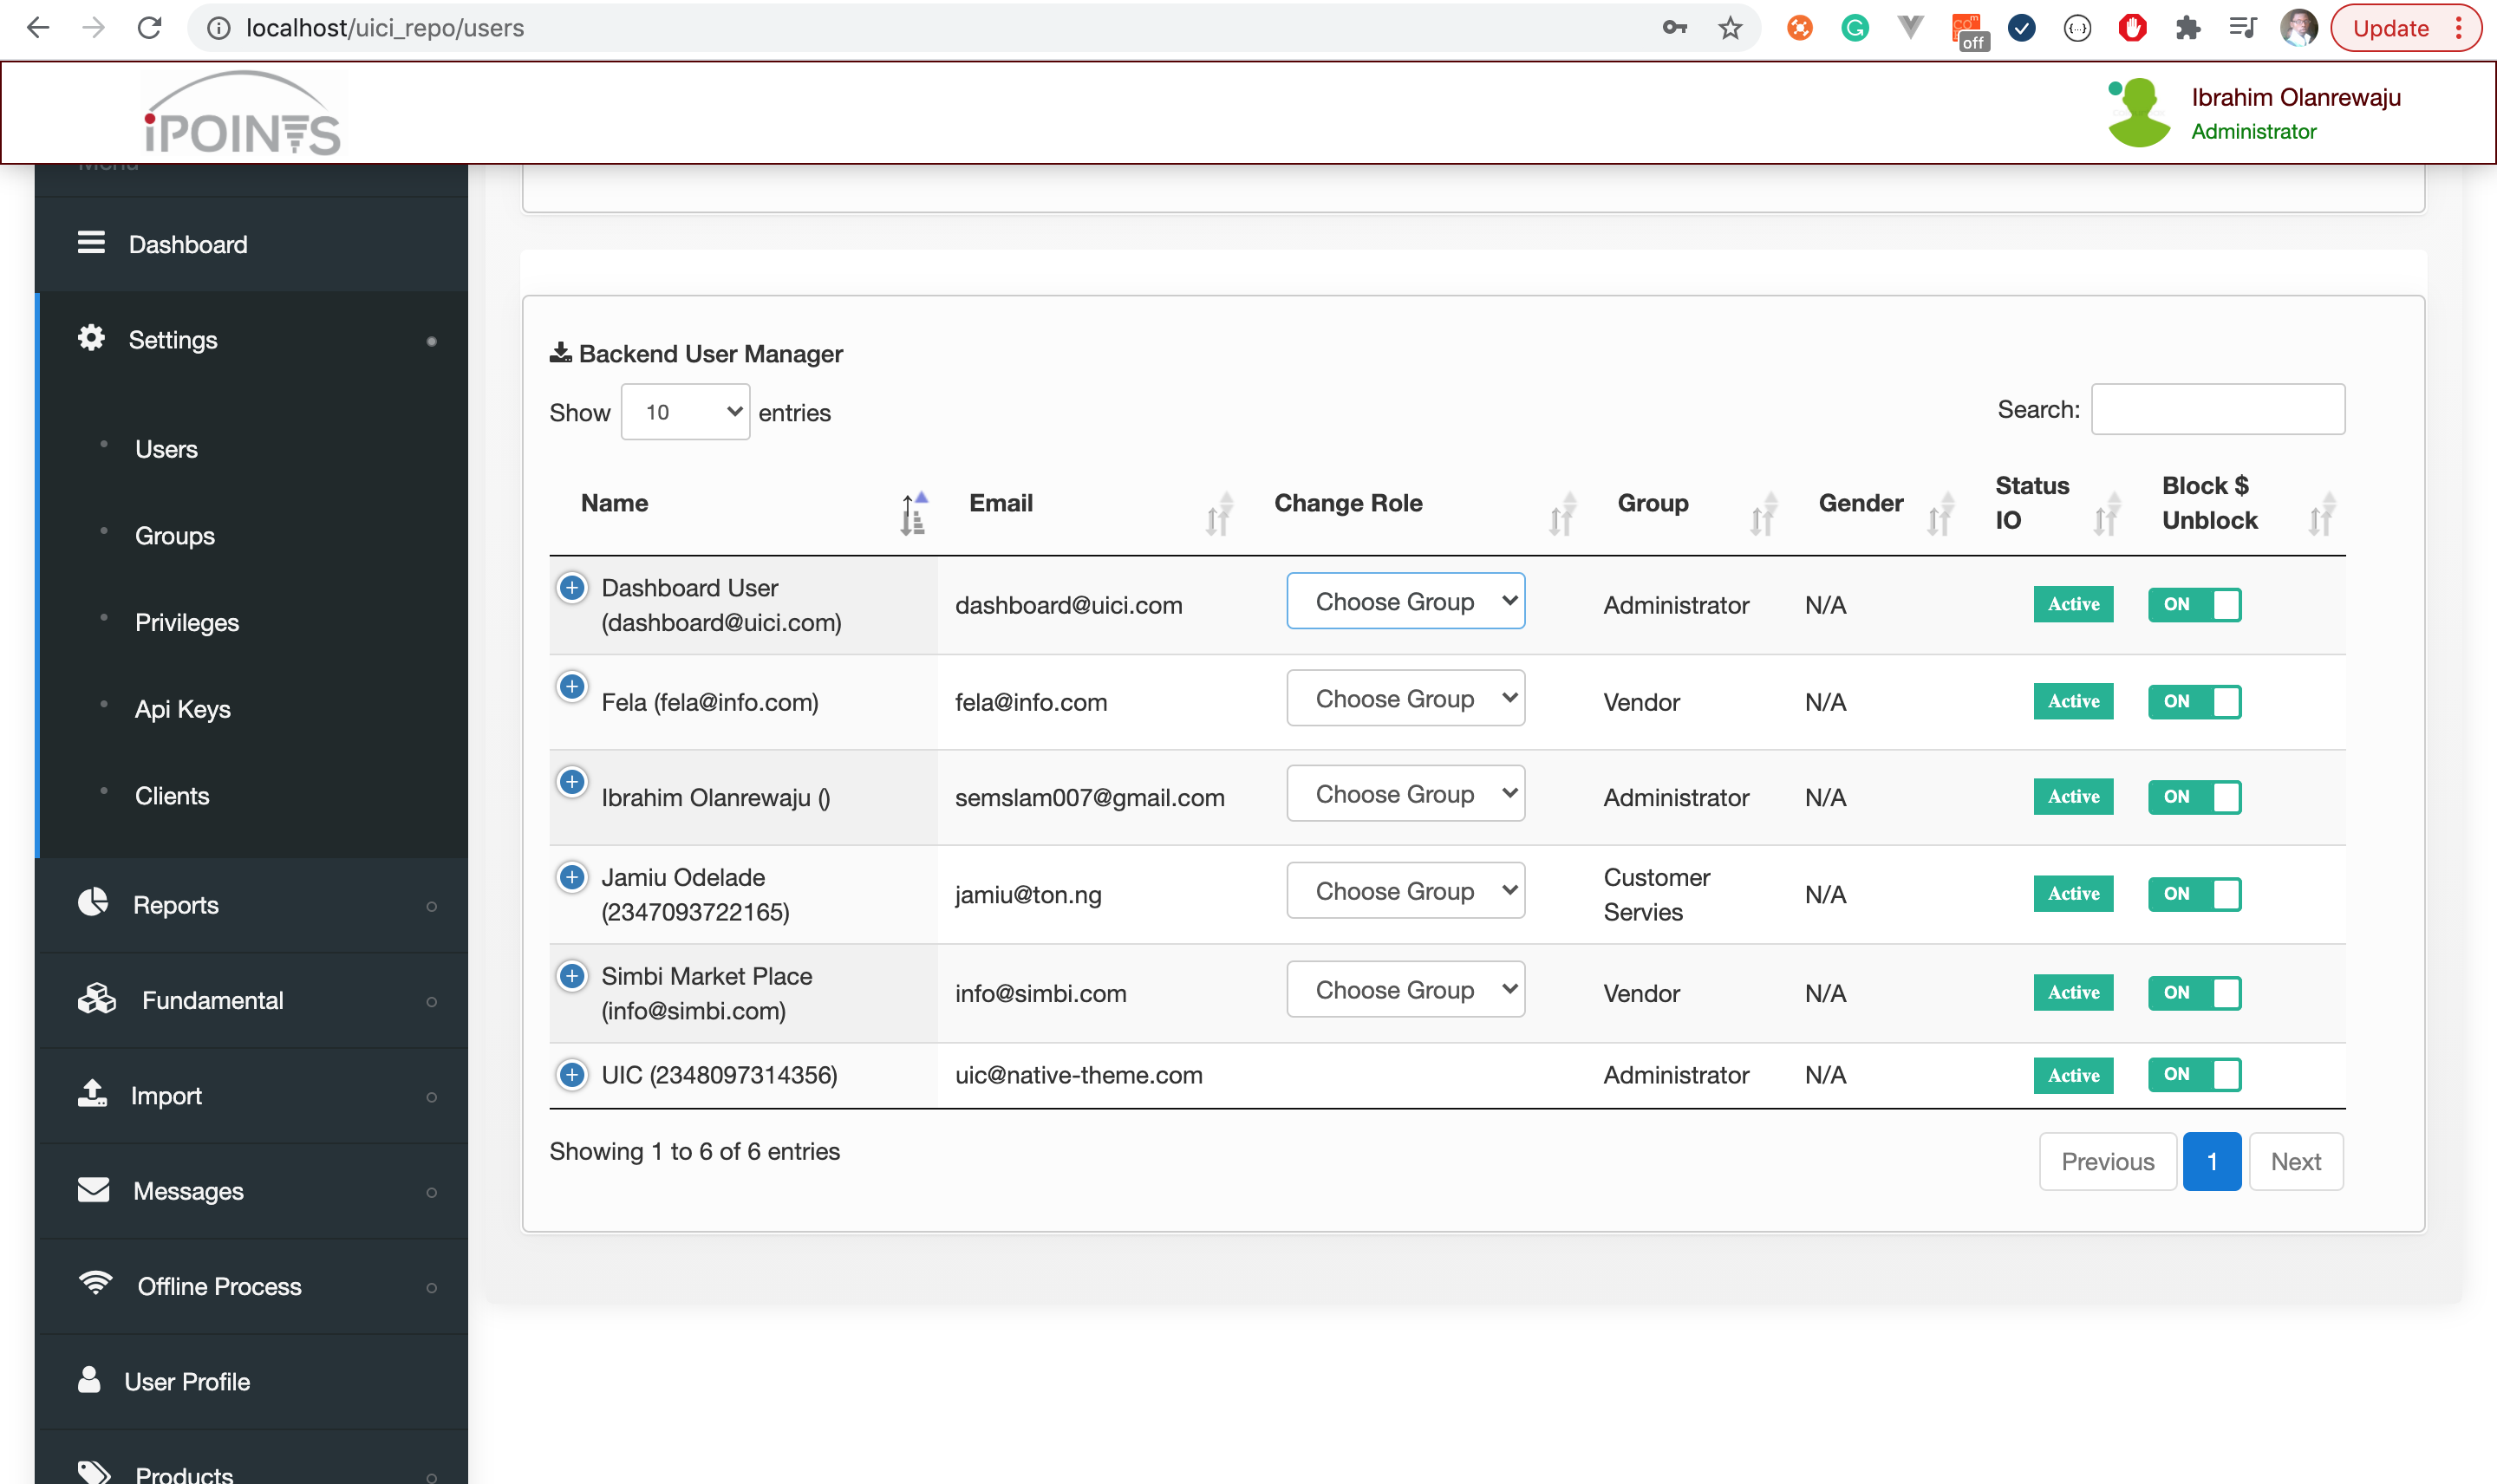 localhost/uici_repo/users
off
Update
iPOINTS
Ibrahim Olanrewaju
Administrator
Menu
Dashboard
Settings
Users
Groups
Privileges
Api Keys
Clients
Reports
Fundamental
Import
Messages
Offline Process
User Profile
Products
Backend User Manager
Show 10 entries
Search:
Name Email Change Role Group Gender Status IO Block $ Unblock
Dashboard User (dashboard@uici.com) dashboard@uici.com Choose Group Administrator N/A Active ON
Fela (fela@info.com) fela@info.com Choose Group Vendor N/A Active ON
Ibrahim Olanrewaju () semslam007@gmail.com Choose Group Administrator N/A Active ON
Jamiu Odelade (2347093722165) jamiu@ton.ng Choose Group Customer Servies N/A Active ON
Simbi Market Place (info@simbi.com) info@simbi.com Choose Group Vendor N/A Active ON
UIC (2348097314356) uic@native-theme.com Administrator N/A Active ON
Showing 1 to 6 of 6 entries
Previous 1 Next